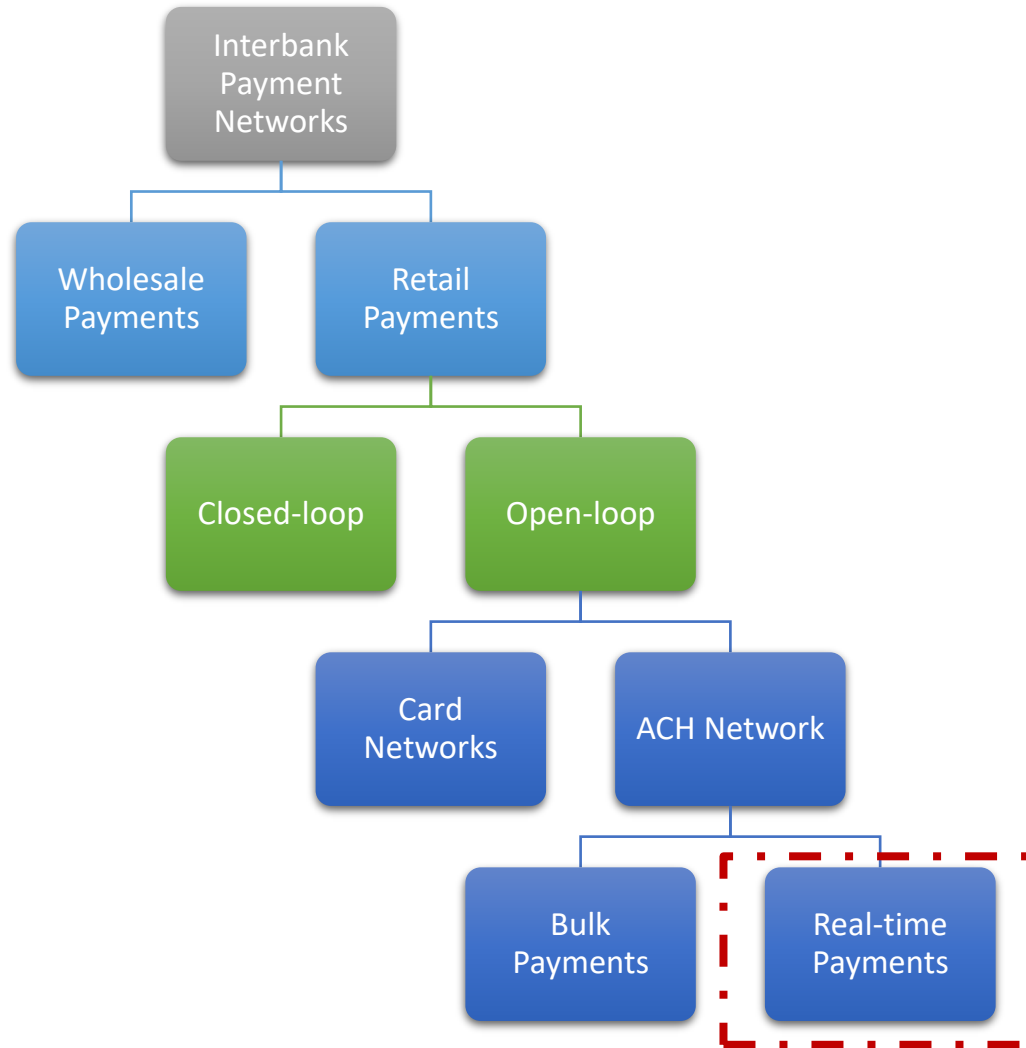 Interbank
Payment
Networks
Wholesale
Payments
Retail
Payments
Closed-loop
Open-loop
Card
Networks
ACH Network
Bulk
Payments
Real-time
Payments